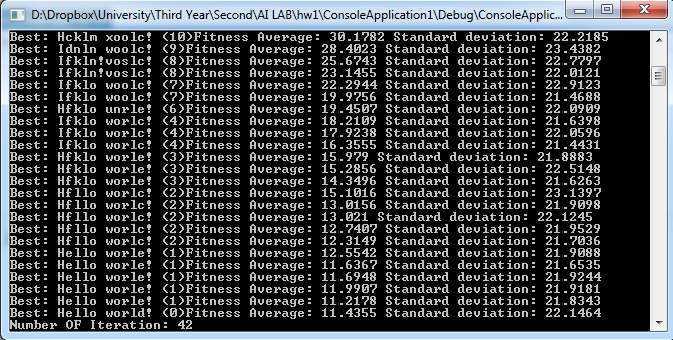 D:\Dropbox\University\Third Year\Second\AI LAB\hw1\ConsoleApplication1\Debug\ConsoleApplic...
Best: Hcklm xoolc! (10)Fitness Average: 30.1782 Standard deviation: 22.2185
Best: Idnln woolc! (9)Fitness Average: 28.4023 Standard deviation: 23.4382
Best: Ifkln!voslc! (8)Fitness Average: 25.6743 Standard deviation: 22.7797
Best: Ifkln!voslc! (8)Fitness Average: 23.1455 Standard deviation: 22.0121
Best: Ifklo woolc! (7)Fitness Average: 22.2944 Standard deviation: 22.9123
Best: Ifklo woolc! (7)Fitness Average: 19.9756 Standard deviation: 21.4688
Best: Hfklo unrle! (6)Fitness Average: 19.4507 Standard deviation: 22.0909
Best: Ifklo worlc! (4)Fitness Average: 18.2109 Standard deviation: 21.6398
Best: Ifklo worlc! (4)Fitness Average: 17.9238 Standard deviation: 22.0596
Best: Ifklo worlc! (4)Fitness Average: 16.3555 Standard deviation: 21.4431
Best: Hfklo worlc! (3)Fitness Average: 15.979 Standard deviation: 21.8883
Best: Hfklo worlc! (3)Fitness Average: 15.2856 Standard deviation: 22.5148
Best: Hfklo worlc! (3)Fitness Average: 14.3496 Standard deviation: 21.6263
Best: Hfllo worlc! (2)Fitness Average: 15.1016 Standard deviation: 23.1397
Best: Hfllo worlc! (2)Fitness Average: 13.0156 Standard deviation: 21.9098
Best: Hfllo worlc! (2)Fitness Average: 13.021 Standard deviation: 22.1245
Best: Hfllo worlc! (2)Fitness Average: 12.7407 Standard deviation: 21.9529
Best: Hfllo worlc! (2)Fitness Average: 12.3149 Standard deviation: 21.7036
Best: Hello worle! (1)Fitness Average: 12.5542 Standard deviation: 21.9088
Best: Hello worle! (1)Fitness Average: 11.6367 Standard deviation: 21.6535
Best: Hello worle! (1)Fitness Average: 11.6948 Standard deviation: 21.9244
Best: Hello worle! (1)Fitness Average: 11.9907 Standard deviation: 21.9181
Best: Hello worle! (1)Fitness Average: 11.2178 Standard deviation: 21.8343
Best: Hello world! (0)Fitness Average: 11.4355 Standard deviation: 22.1464
Number OF Iteration: 42